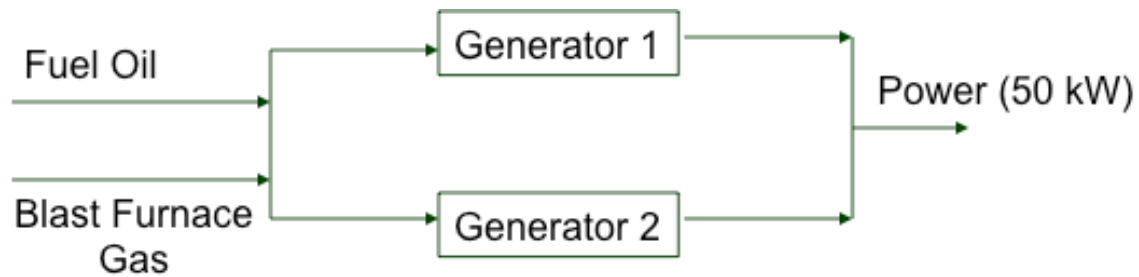 Generator 1
Fuel Oil
Power (50 kW)
Blast Furnace
Gas
Generator 2